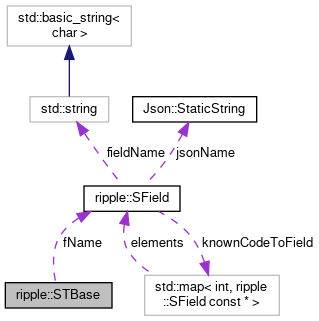 std::basic_string<
char >
std::string
Json::StaticString
fieldName
jsonName
ripple::SField
fName
elements
knownCodeToField
ripple::STBase
std::map< int, ripple
::SField const * >